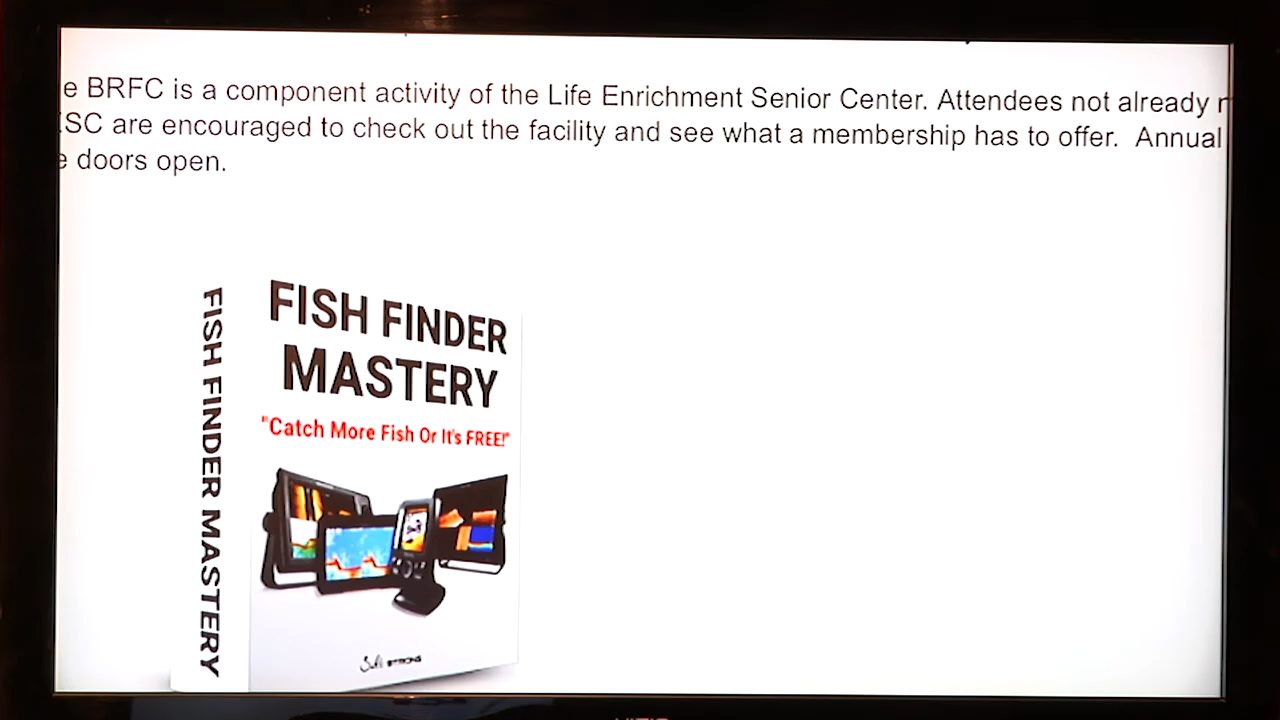 e BRFC is a component activity of the Life Enrichment Senior Center. Attendees not already
SC are encouraged to check out the facility and see what a membership has to offer. Annual
e doors open.
FISH FINDER MASTERY
FISH FINDER
MASTERY
"Catch More Fish Or It's FREE!"
Salt STRONG